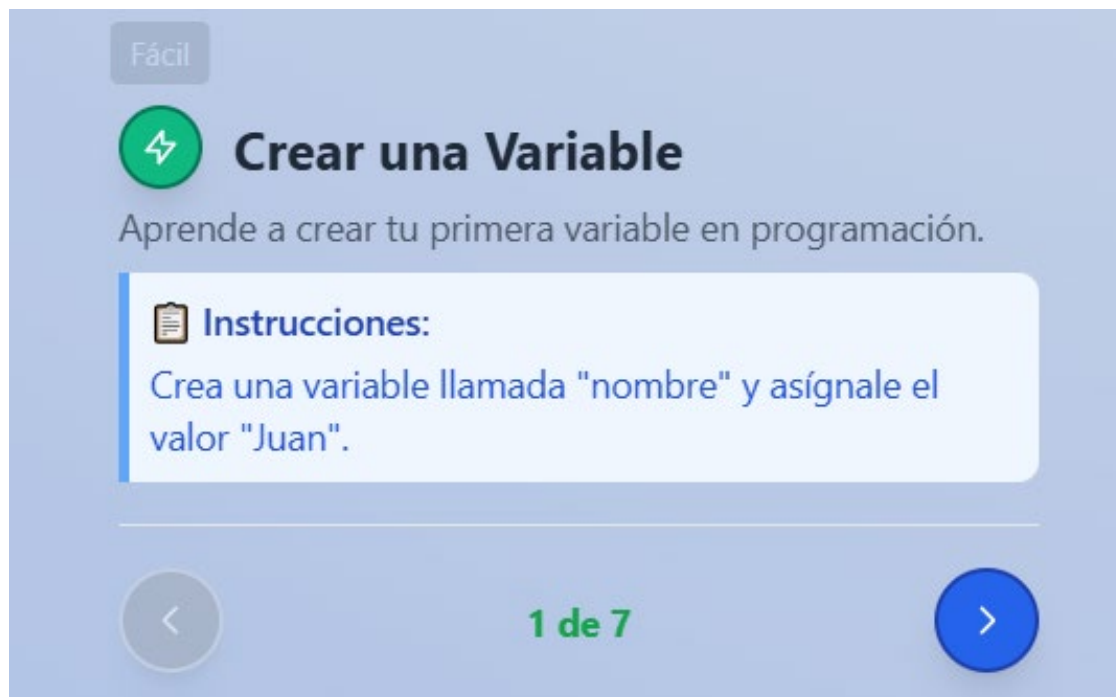 Fácil
Crear una Variable
Aprende a crear tu primera variable en programación.
Instrucciones:
Crea una variable llamada "nombre" y asígnale el
valor "Juan".
1 de 7